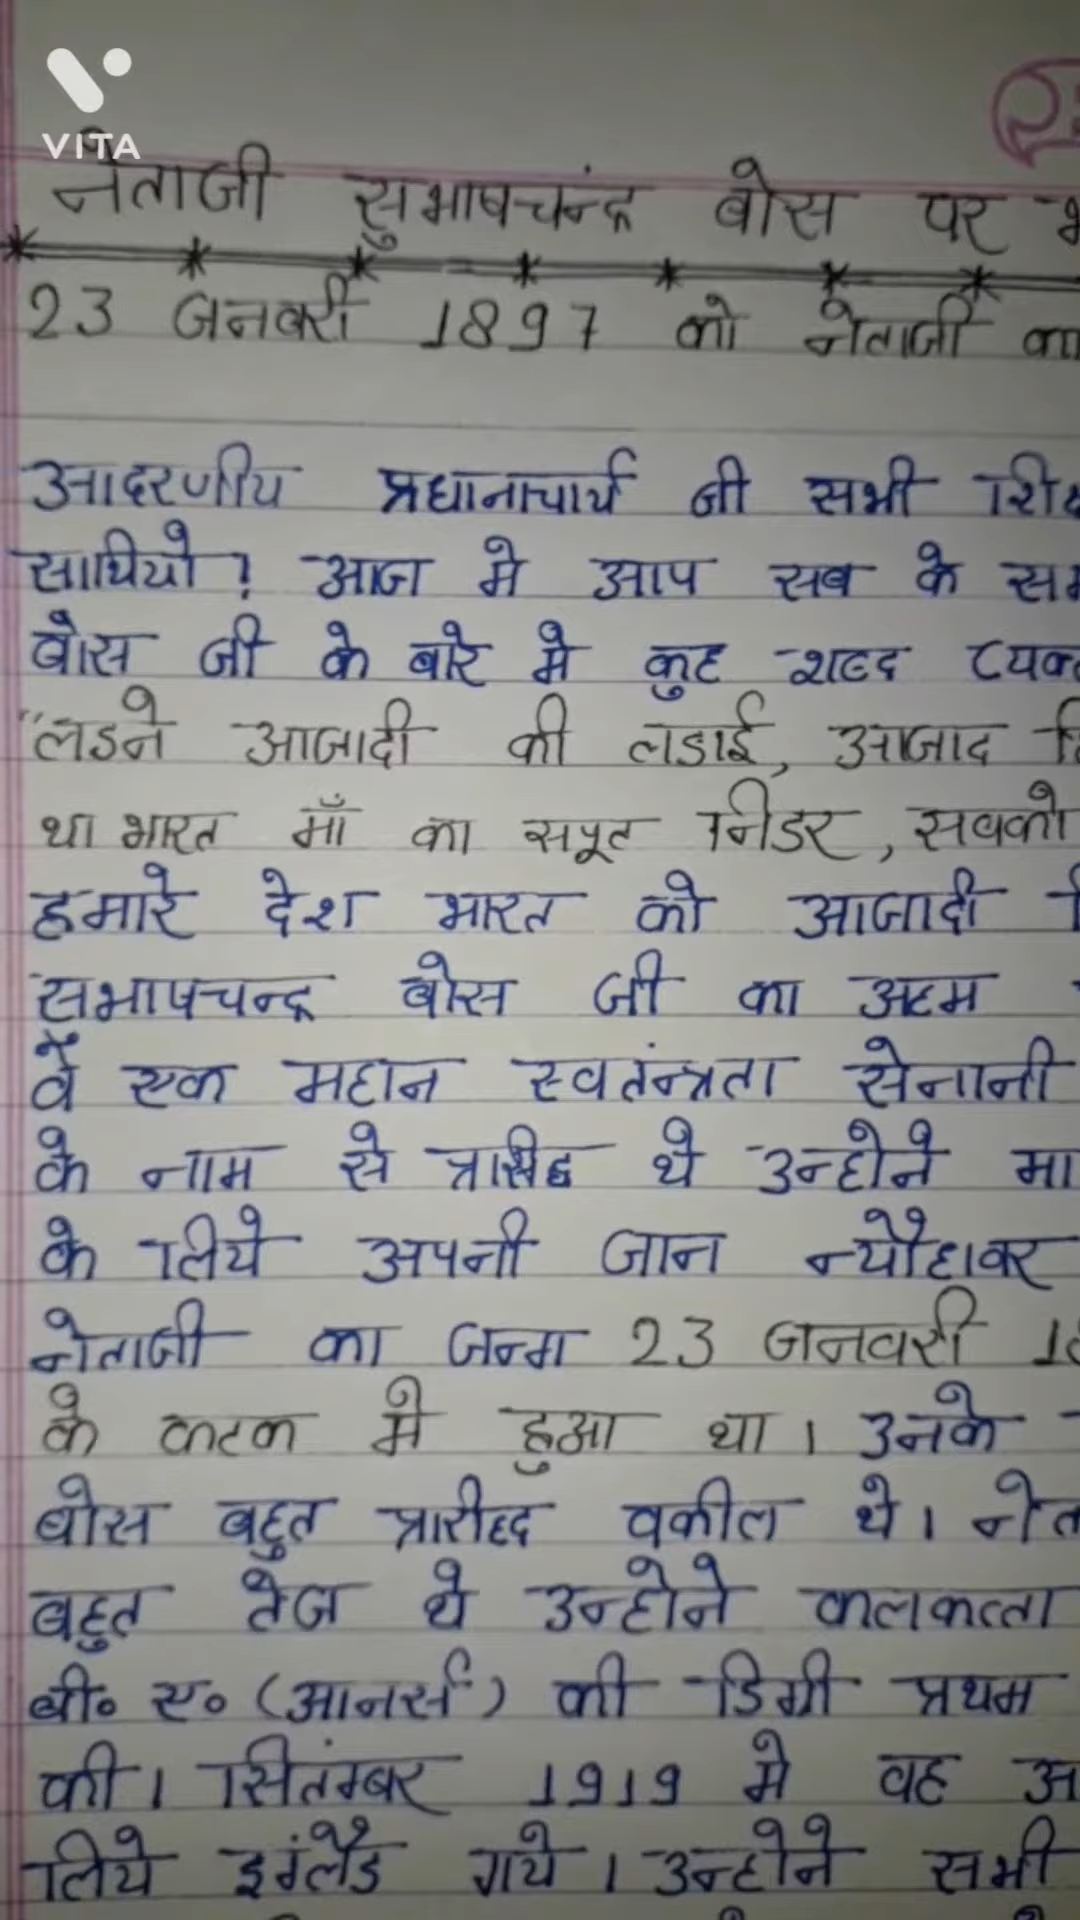 VITA
नेताजी सुभाषचन्द्र बोस पर
23 जनवरी 1897 को नेताजी का
आदरणीय प्रधानाचार्य जी सभी
साथियो? आज मे आप सब के
बोस जी के बारे मे कुछ शब्द
"लडने आजादी की लडाई, आजाद
था भारत माँ का सपूत निडर, सबको
हमारे देश भारत को आजादी
सभाषचन्द्र बोस जी का अहम
वे एक महान स्वतंन्त्रता सेनानी
के नाम से प्रसिद्ध थे उन्होने
के लिये अपनी जान न्यौछावर
नेताजी का जन्म 23 जनवरी
के कटक मे हुआ था। उनके
बोस बहुत प्रसिद्ध वकील थे।
बहुत तेज थे उन्होने कलकत्ता
बी॰ ए॰ (आनर्स) की डिग्री प्रथम
की। सितंम्बर 1919 मे वह
लिये इंग्लैंड गये। उन्होने सभी